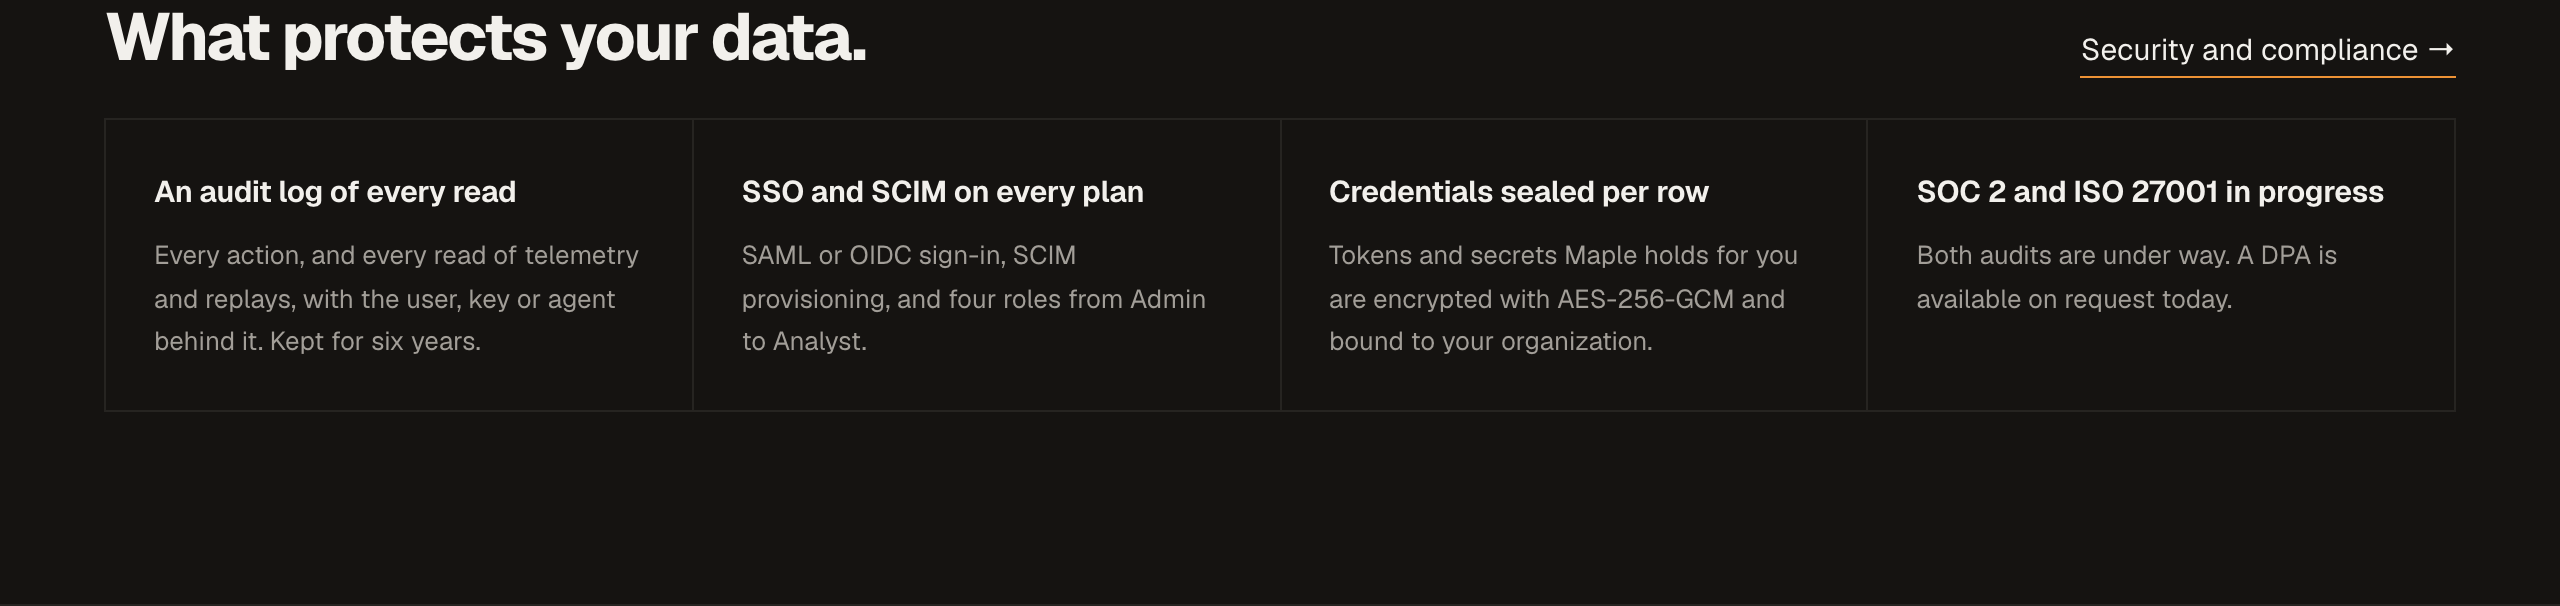 What protects your data.
Security and compliance →
An audit log of every read
Every action, and every read of telemetry
and replays, with the user, key or agent
behind it. Kept for six years.
SSO and SCIM on every plan
SAML or OIDC sign-in, SCIM
provisioning, and four roles from Admin
to Analyst.
Credentials sealed per row
Tokens and secrets Maple holds for you
are encrypted with AES-256-GCM and
bound to your organization.
SOC 2 and ISO 27001 in progress
Both audits are under way. A DPA is
available on request today.